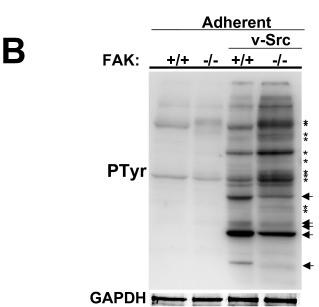 B
Adherent
v-Src
FAK: +/+ -/- +/+ -/-
*
*
*
*
*
*
*
*
PTyr
*
*
GAPDH